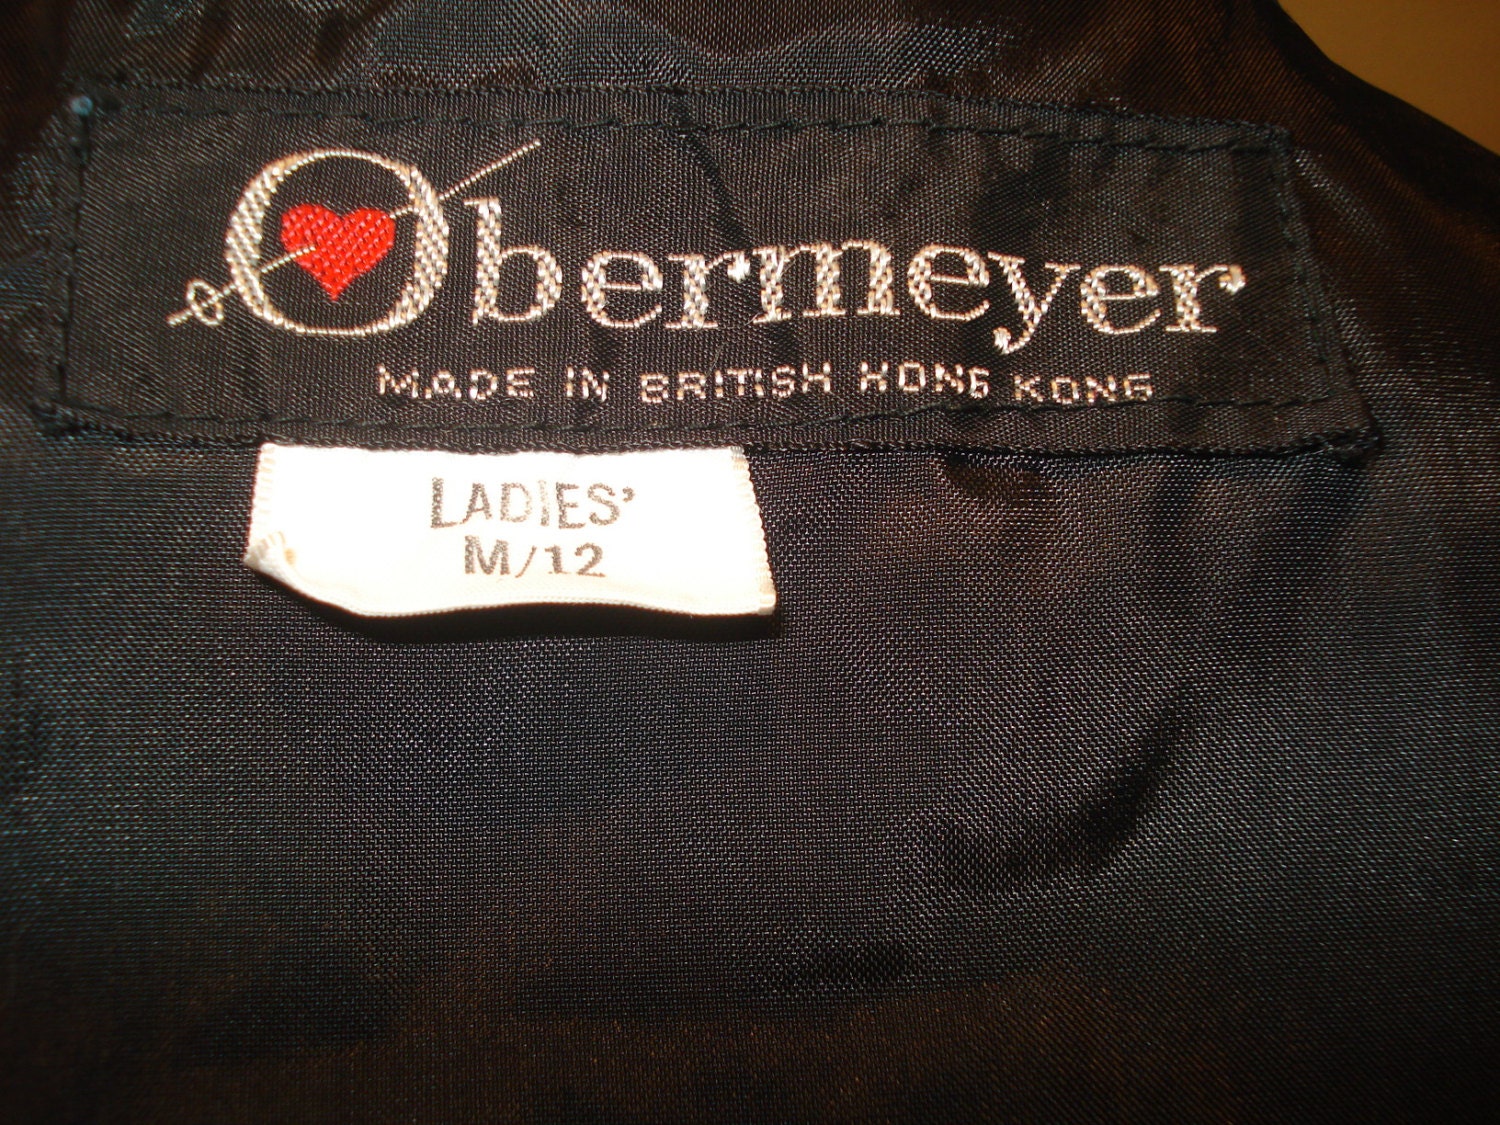 Obermeyer
MADE IN BRITISH HONG KONG
LADIES'
M/12